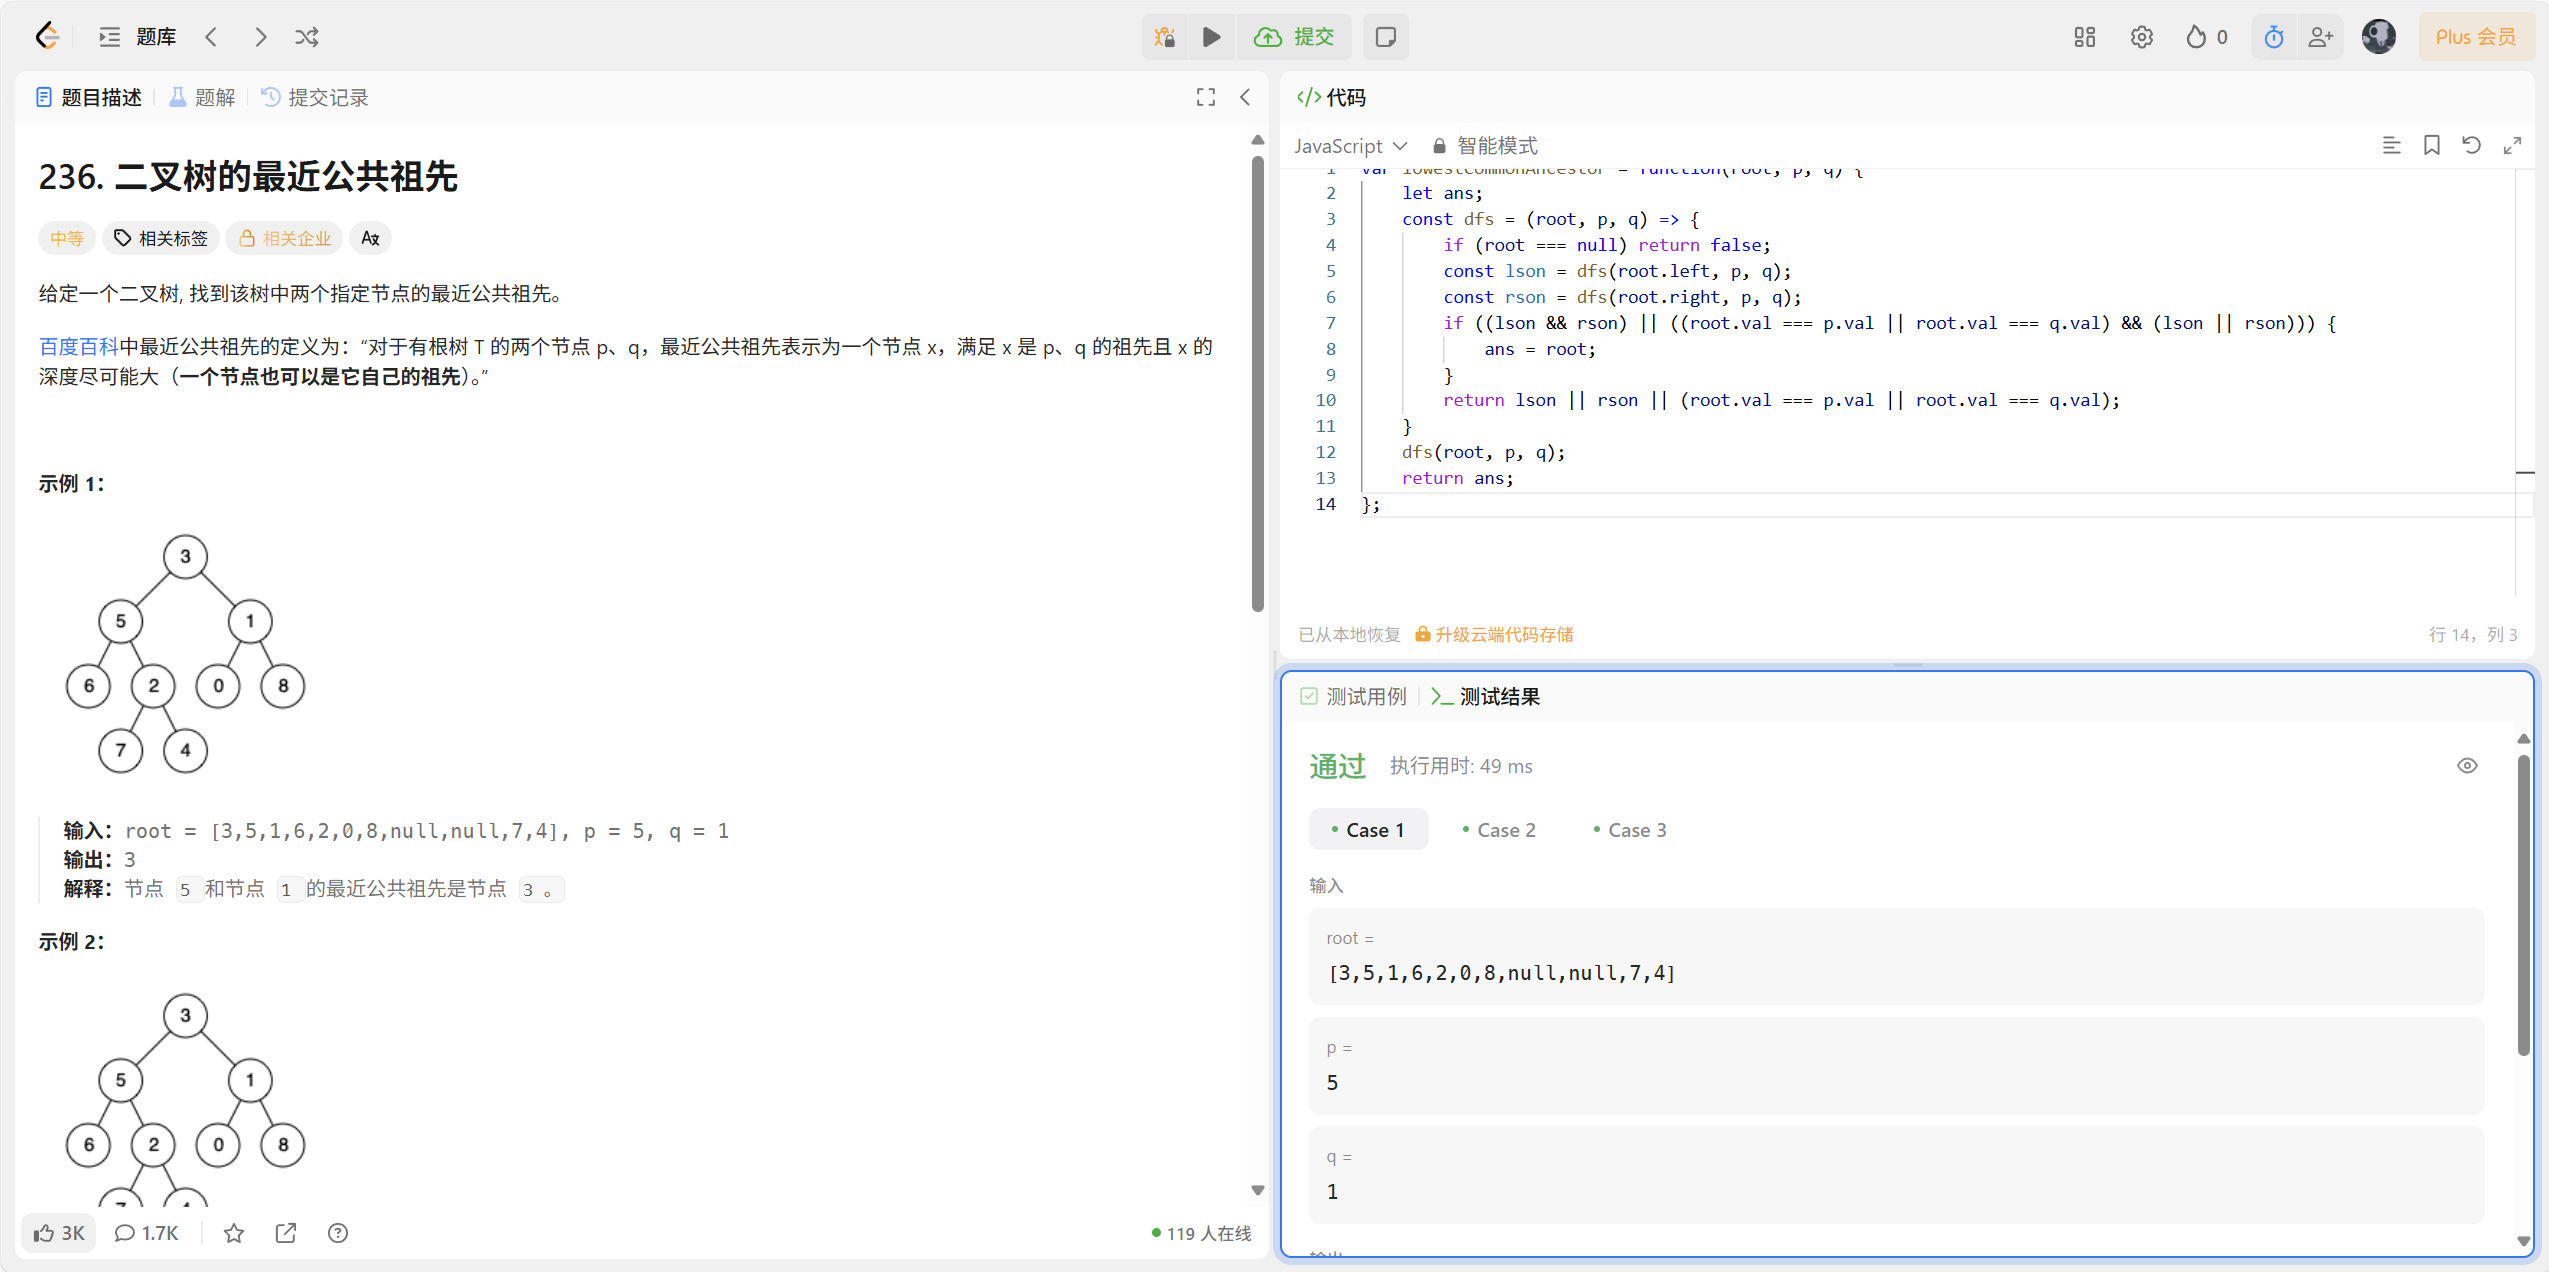 题库
提交
0
Plus 会员
题目描述
题解
提交记录
236. 二叉树的最近公共祖先
中等
相关标签
相关企业
给定一个二叉树, 找到该树中两个指定节点的最近公共祖先。
百度百科中最近公共祖先的定义为：“对于有根树 T 的两个节点 p、q，最近公共祖先表示为一个节点 x，满足 x 是 p、q 的祖先且 x 的
深度尽可能大（一个节点也可以是它自己的祖先）。”
示例 1：
3
5 1
6 2 0 8
7 4
输入：root = [3,5,1,6,2,0,8,null,null,7,4], p = 5, q = 1
输出：3
解释：节点 5 和节点 1 的最近公共祖先是节点 3 。
示例 2：
3
5 1
6 2 0 8
7 4
3K
1.7K
119 人在线
代码
JavaScript
智能模式
1 var lowestCommonAncestor = function(root, p, q) {
2 let ans;
3 const dfs = (root, p, q) => {
4 if (root === null) return false;
5 const lson = dfs(root.left, p, q);
6 const rson = dfs(root.right, p, q);
7 if ((lson && rson) || ((root.val === p.val || root.val === q.val) && (lson || rson))) {
8 ans = root;
9 }
10 return lson || rson || (root.val === p.val || root.val === q.val);
11 }
12 dfs(root, p, q);
13 return ans;
14 };
已从本地恢复
升级云端代码存储
行 14，列 3
测试用例
测试结果
通过
执行用时: 49 ms
Case 1
Case 2
Case 3
输入
root =
[3,5,1,6,2,0,8,null,null,7,4]
p =
5
q =
1